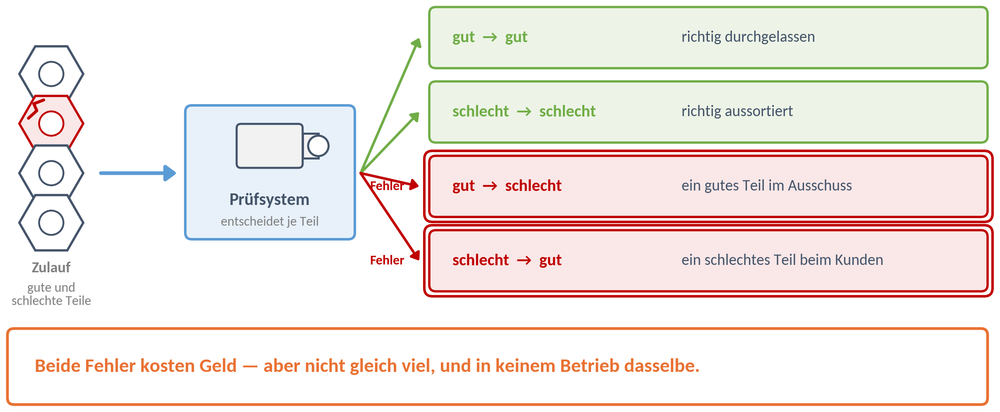 gut → gut
richtig durchgelassen
schlecht → schlecht
richtig aussortiert
Fehler
gut → schlecht
ein gutes Teil im Ausschuss
Prüfsystem
entscheidet je Teil
Fehler
schlecht → gut
ein schlechtes Teil beim Kunden
Zulauf
gute und
schlechte Teile
Beide Fehler kosten Geld — aber nicht gleich viel, und in keinem Betrieb dasselbe.